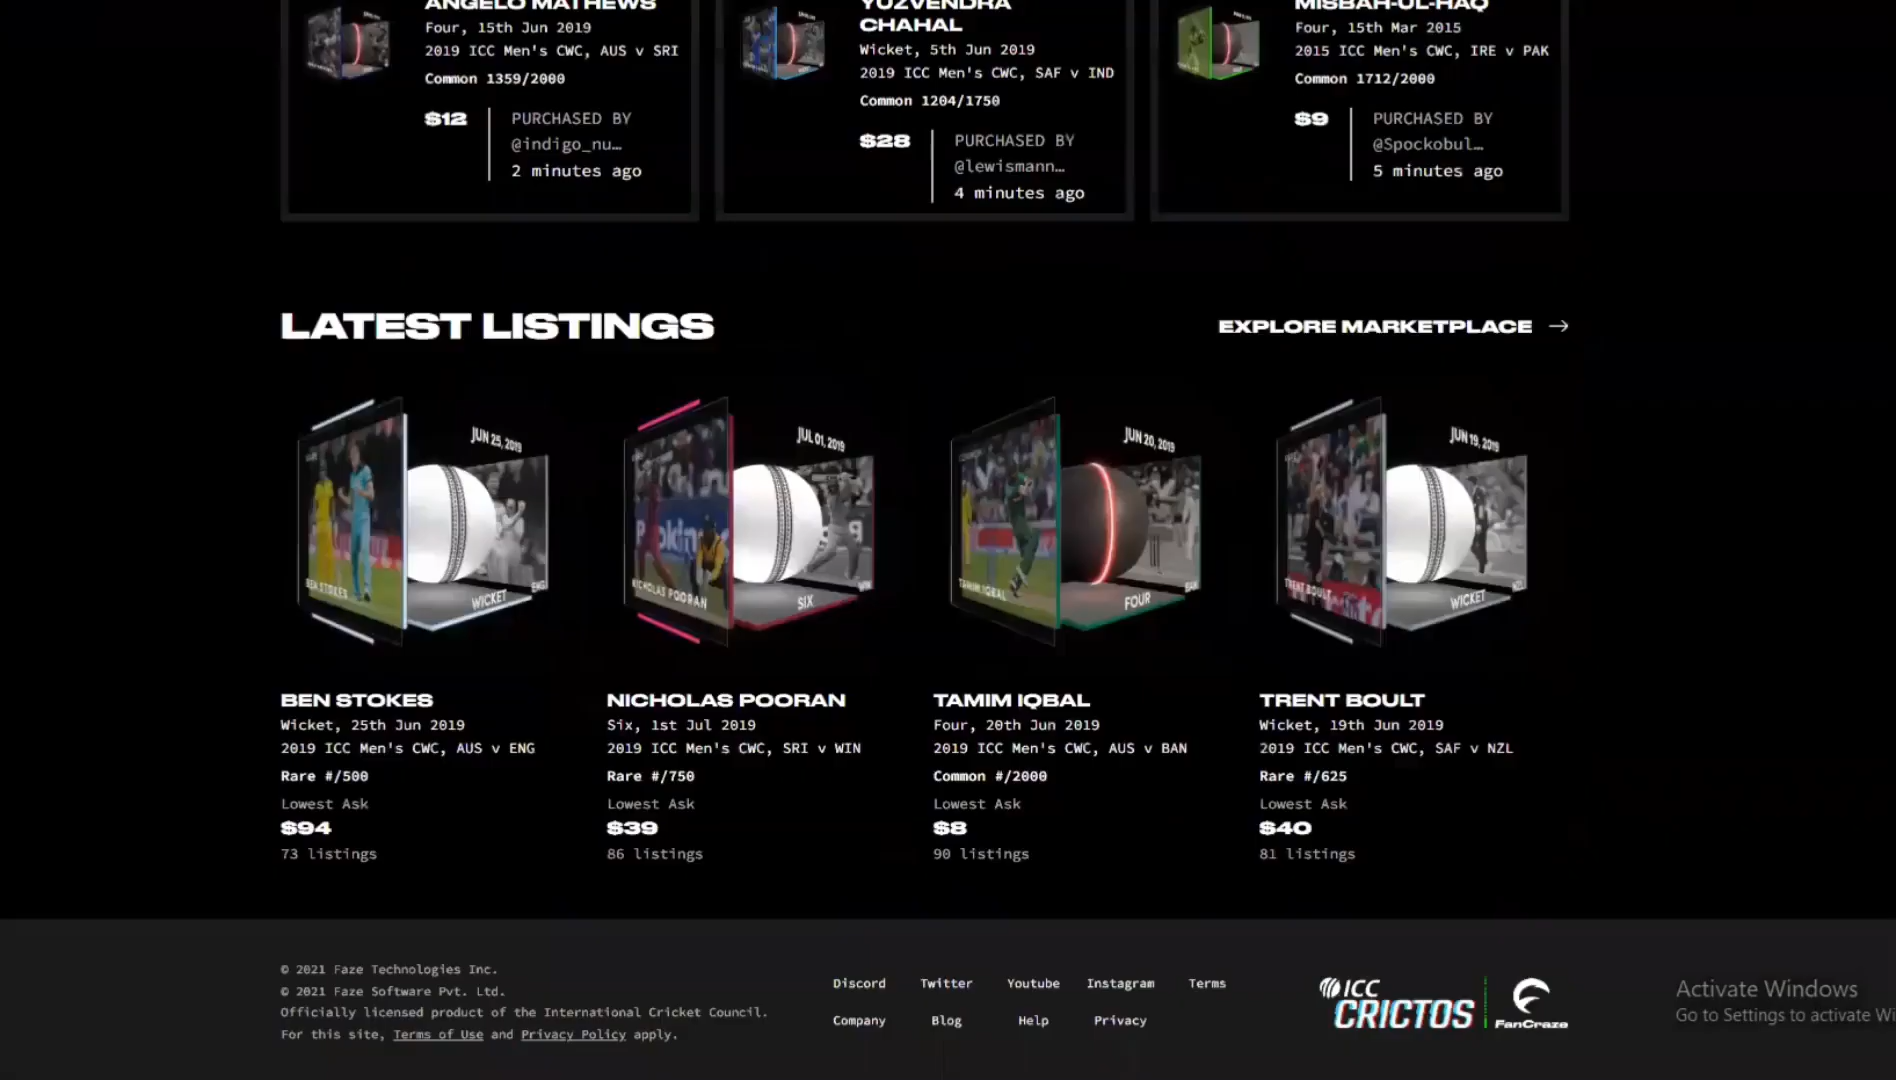 ANGELO MATHEWS
Four, 15th Jun 2019
2019 ICC Men's CWC, AUS v SRI
Common 1359/2000
$12
PURCHASED BY
@indigo_nu…
2 minutes ago
YUZVENDRA
CHAHAL
Wicket, 5th Jun 2019
2019 ICC Men's CWC, SAF v IND
Common 1204/1750
$28
PURCHASED BY
@lewismann…
4 minutes ago
MISBAH-UL-HAQ
Four, 15th Mar 2015
2015 ICC Men's CWC, IRE v PAK
Common 1712/2000
$9
PURCHASED BY
@Spockobul…
5 minutes ago
LATEST LISTINGS
EXPLORE MARKETPLACE →
JUN 25, 2019
BEN STOKES
WICKET
ENG
JUL 01, 2019
NICHOLAS POORAN
SIX
WIN
JUN 20, 2019
TAMIM IQBAL
FOUR
BAN
JUN 19, 2019
TRENT BOULT
WICKET
NZL
BEN STOKES
Wicket, 25th Jun 2019
2019 ICC Men's CWC, AUS v ENG
Rare #/500
Lowest Ask
$94
73 listings
NICHOLAS POORAN
Six, 1st Jul 2019
2019 ICC Men's CWC, SRI v WIN
Rare #/750
Lowest Ask
$39
86 listings
TAMIM IQBAL
Four, 20th Jun 2019
2019 ICC Men's CWC, AUS v BAN
Common #/2000
Lowest Ask
$8
90 listings
TRENT BOULT
Wicket, 19th Jun 2019
2019 ICC Men's CWC, SAF v NZL
Rare #/625
Lowest Ask
$40
81 listings
© 2021 Faze Technologies Inc.
© 2021 Faze Software Pvt. Ltd.
Officially licensed product of the International Cricket Council.
For this site, Terms of Use and Privacy Policy apply.
Discord Twitter Youtube Instagram Terms
Company Blog Help Privacy
ICC
CRICTOS
FanCraze
Activate Windows
Go to Settings to activate Wi